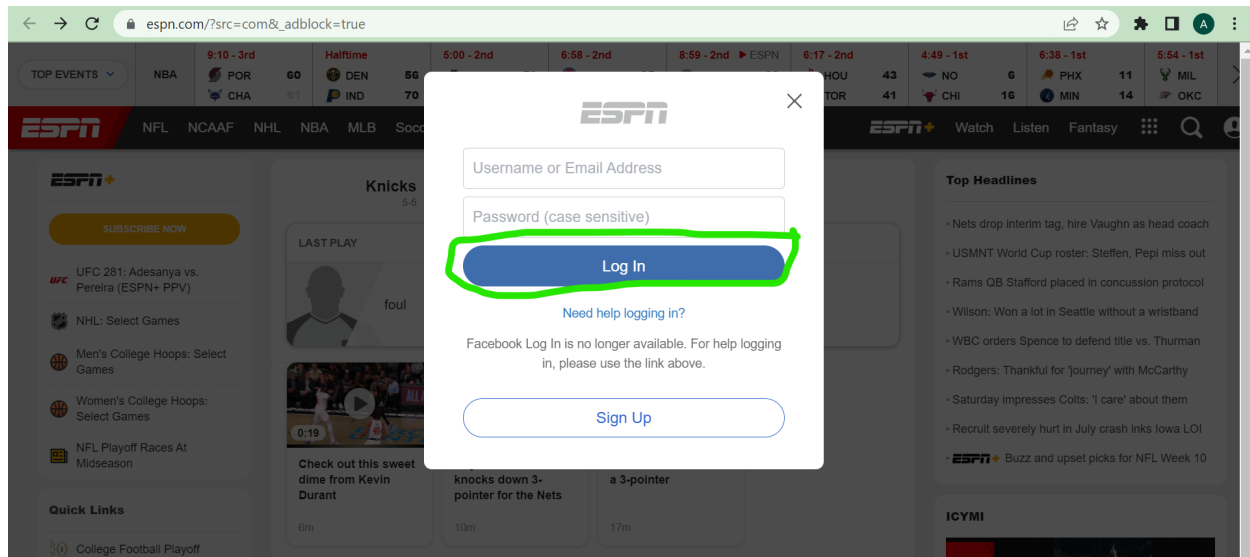 espn.com/?src=com&_adblock=true
A
TOP EVENTS
NBA
9:10 - 3rd
POR 60
CHA 91
Halftime
DEN 56
IND 70
5:00 - 2nd
6:58 - 2nd
8:59 - 2nd ESPN
6:17 - 2nd
HOU 43
TOR 41
4:49 - 1st
NO 6
CHI 16
6:38 - 1st
PHX 11
MIN 14
5:54 - 1st
MIL
OKC
ESPN
NFL NCAAF NHL NBA MLB Socc
ESPN+ Watch Listen Fantasy
ESPN+
SUBSCRIBE NOW
UFC
UFC 281: Adesanya vs.
Pereira (ESPN+ PPV)
NHL: Select Games
Men's College Hoops: Select
Games
Women's College Hoops:
Select Games
NFL Playoff Races At
Midseason
Quick Links
College Football Playoff
Knicks
5-5
LAST PLAY
foul
0:19
Check out this sweet
dime from Kevin
Durant
6m
knocks down 3-
pointer for the Nets
10m
a 3-pointer
17m
ESPN
Username or Email Address
Password (case sensitive)
Log In
Need help logging in?
Facebook Log In is no longer available. For help logging
in, please use the link above.
Sign Up
Top Headlines
Nets drop interim tag, hire Vaughn as head coach
USMNT World Cup roster: Steffen, Pepi miss out
Rams QB Stafford placed in concussion protocol
Wilson: Won a lot in Seattle without a wristband
WBC orders Spence to defend title vs. Thurman
Rodgers: Thankful for 'journey' with McCarthy
Saturday impresses Colts: 'I care' about them
Recruit severely hurt in July crash inks Iowa LOI
ESPN+ Buzz and upset picks for NFL Week 10
ICYMI